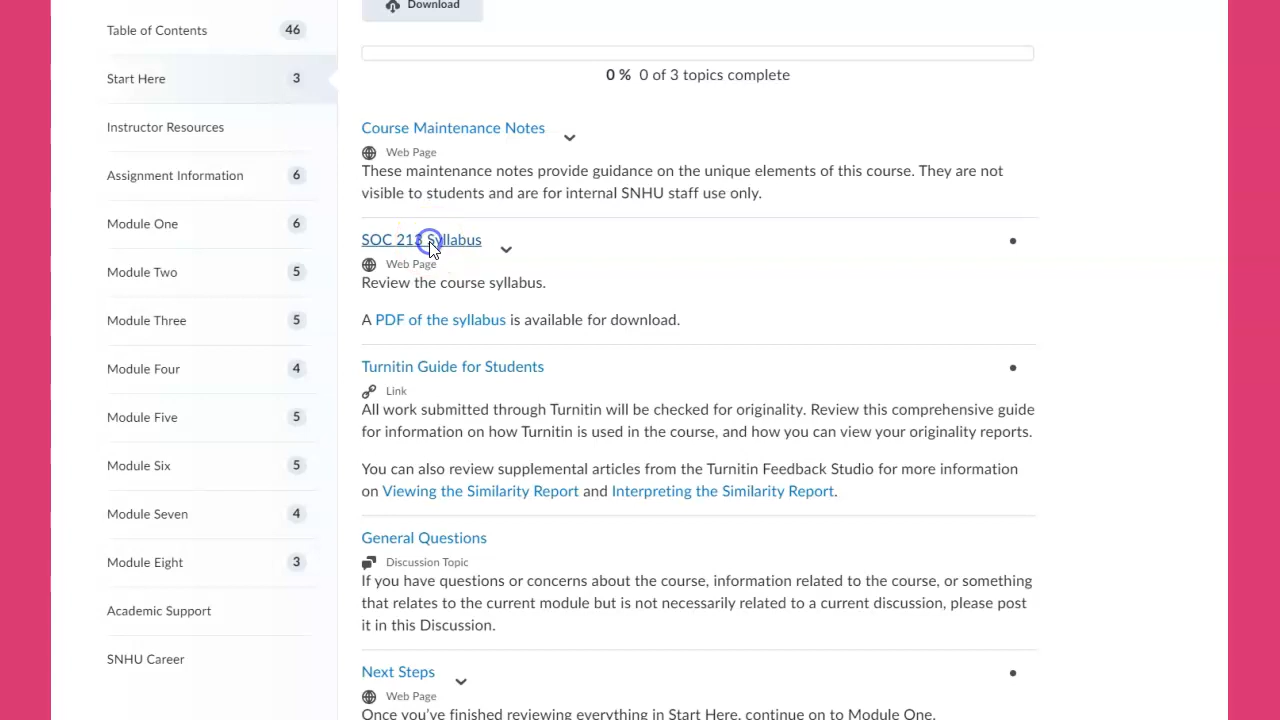 Download
Table of Contents 46
Start Here 3
Instructor Resources
Assignment Information 6
Module One 6
Module Two 5
Module Three 5
Module Four 4
Module Five 5
Module Six 5
Module Seven 4
Module Eight 3
Academic Support
SNHU Career
0 % 0 of 3 topics complete
Course Maintenance Notes
Web Page
These maintenance notes provide guidance on the unique elements of this course. They are not
visible to students and are for internal SNHU staff use only.
SOC 213 Syllabus
Web Page
Review the course syllabus.
A PDF of the syllabus is available for download.
Turnitin Guide for Students
Link
All work submitted through Turnitin will be checked for originality. Review this comprehensive guide
for information on how Turnitin is used in the course, and how you can view your originality reports.
You can also review supplemental articles from the Turnitin Feedback Studio for more information
on Viewing the Similarity Report and Interpreting the Similarity Report.
General Questions
Discussion Topic
If you have questions or concerns about the course, information related to the course, or something
that relates to the current module but is not necessarily related to a current discussion, please post
it in this Discussion.
Next Steps
Web Page
Once you've finished reviewing everything in Start Here, continue on to Module One.